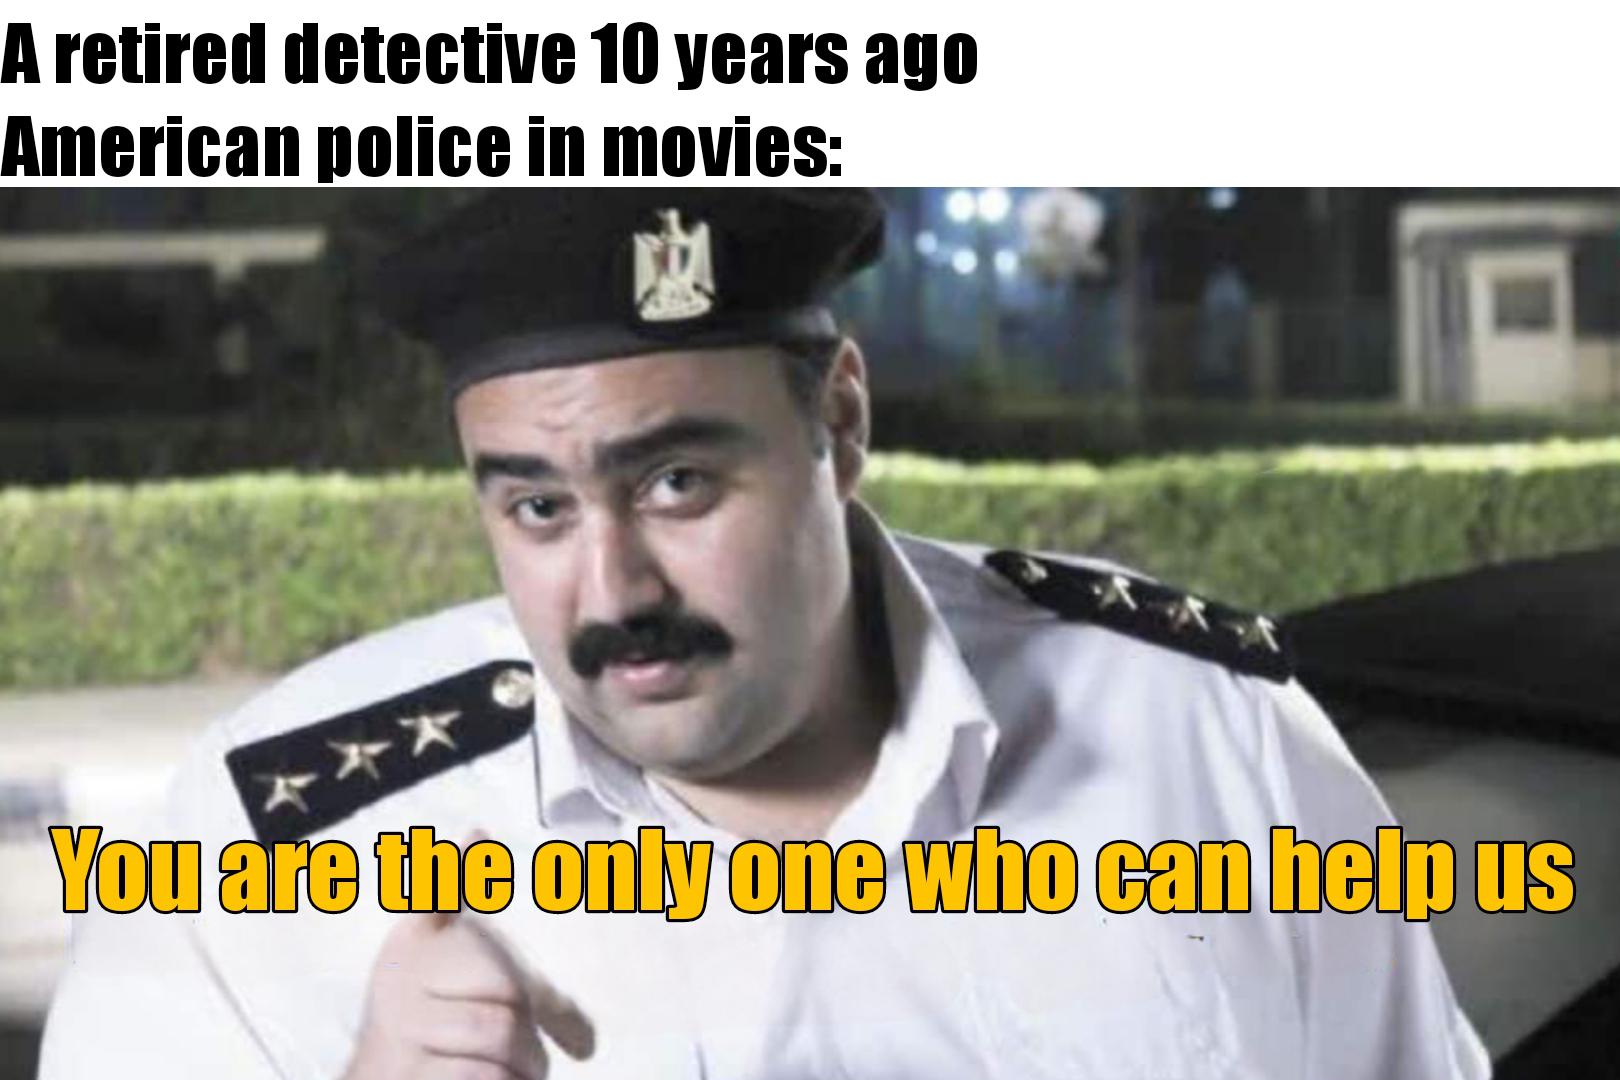 A retired detective 10 years ago
American police in movies:
You are the only one who can help us